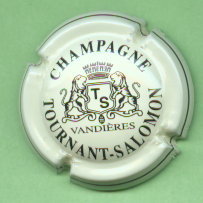 CHAMPAGNE
TS
VANDIÈRES
TOURNANT-SALOMON